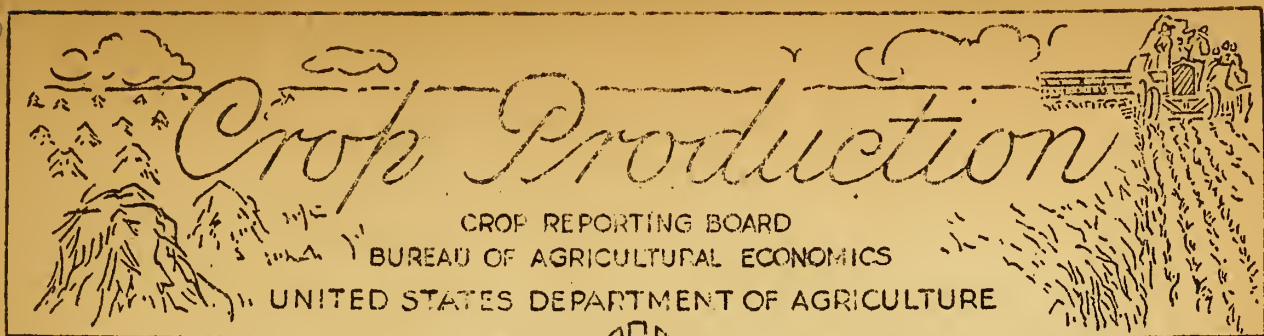 Crop Production
CROP REPORTING BOARD
BUREAU OF AGRICULTURAL ECONOMICS
UNITED STATES DEPARTMENT OF AGRICULTURE